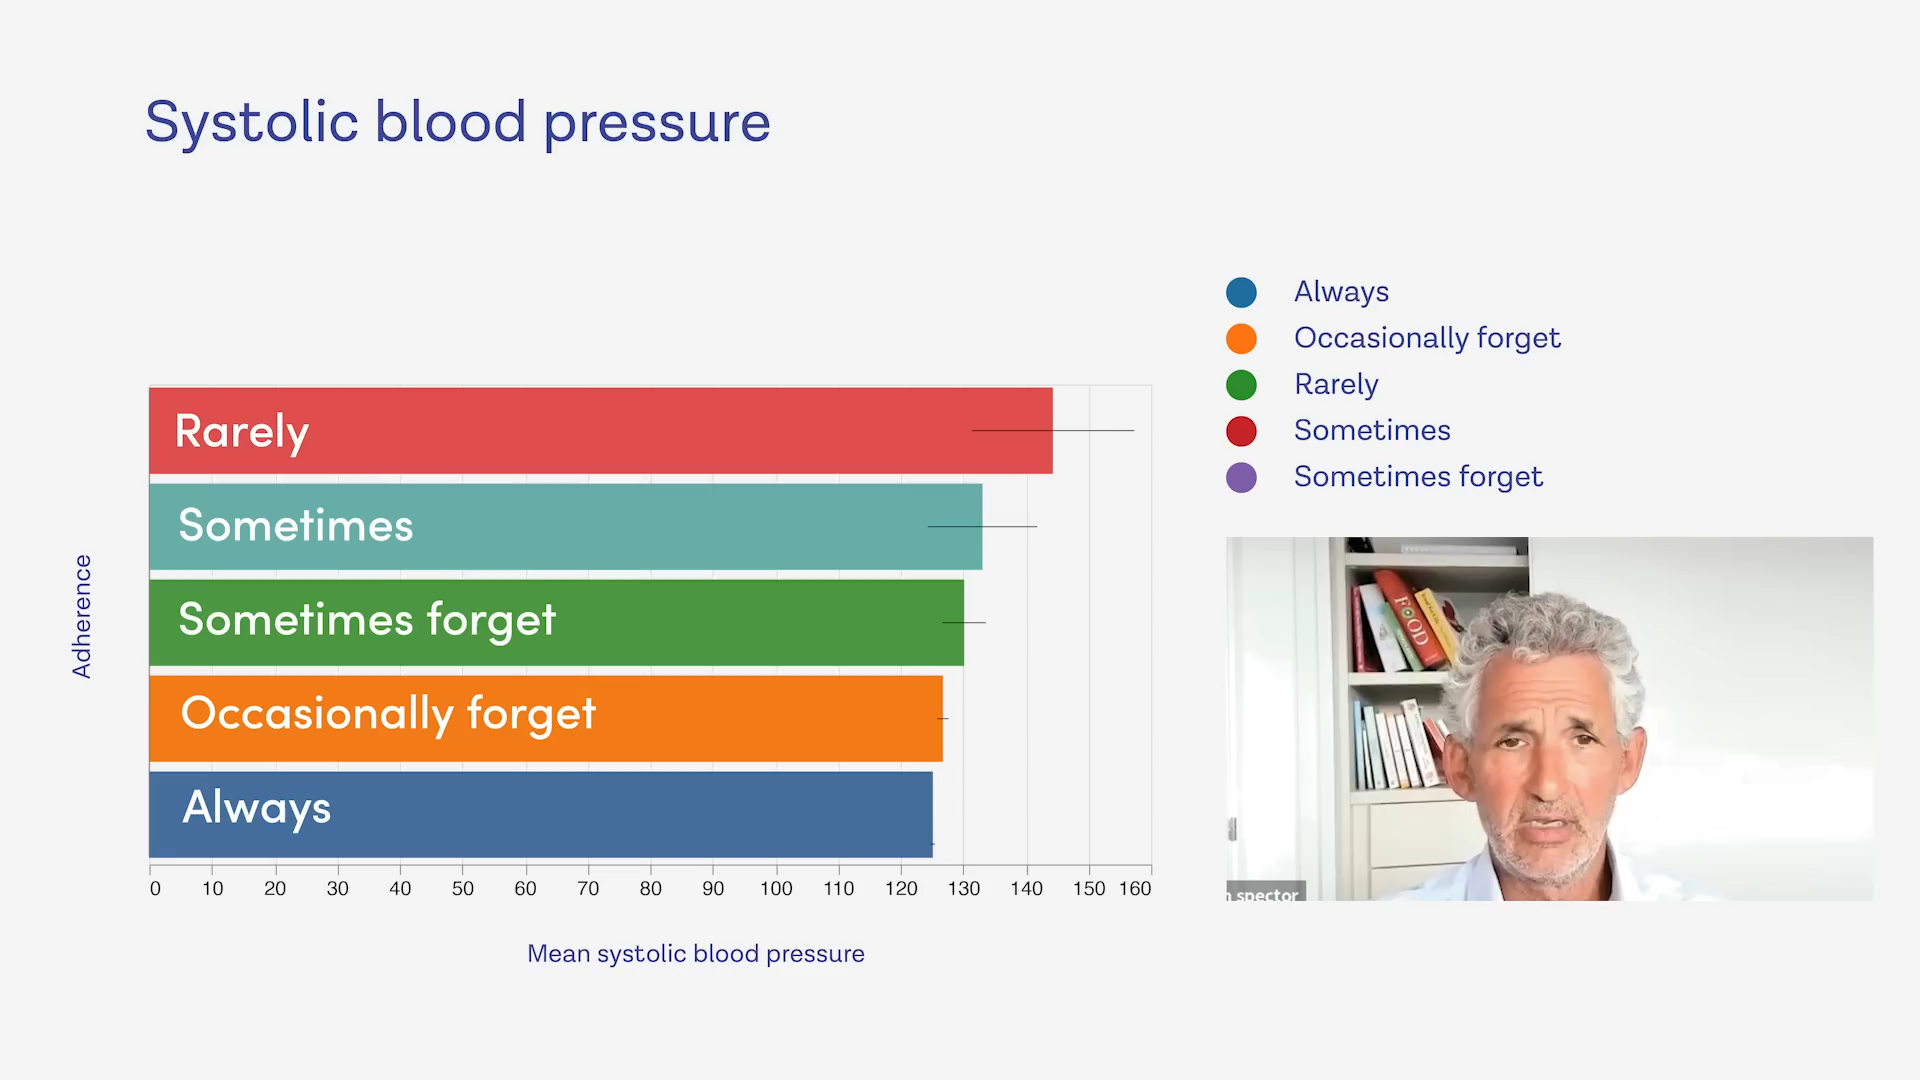 Systolic blood pressure
Always
Occasionally forget
Rarely
Sometimes
Sometimes forget
Adherence
Rarely
Sometimes
Sometimes forget
Occasionally forget
Always
0 10 20 30 40 50 60 70 80 90 100 110 120 130 140 150 160
Mean systolic blood pressure
FOOD
spector